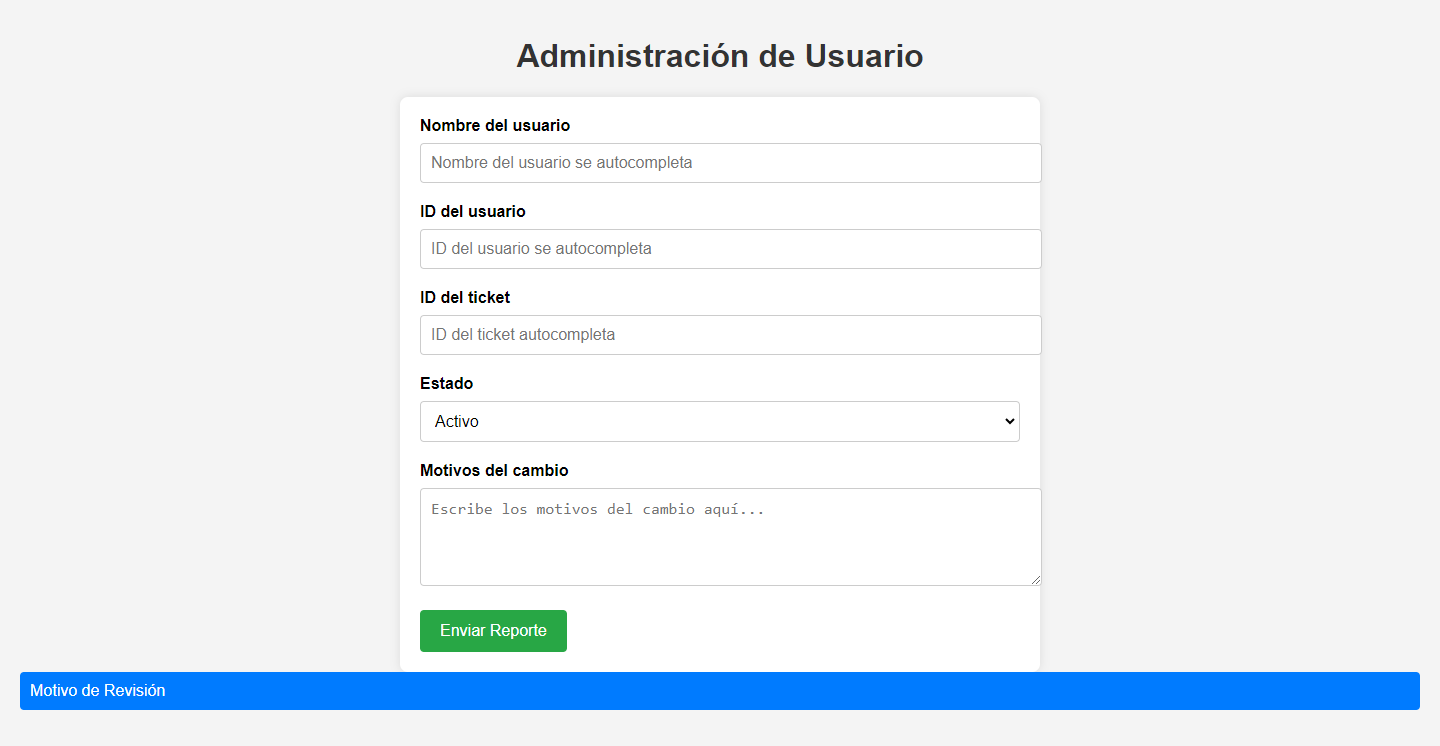 Administración de Usuario
Nombre del usuario
Nombre del usuario se autocompleta
ID del usuario
ID del usuario se autocompleta
ID del ticket
ID del ticket autocompleta
Estado
Activo
Motivos del cambio
Escribe los motivos del cambio aquí...
Enviar Reporte
Motivo de Revisión